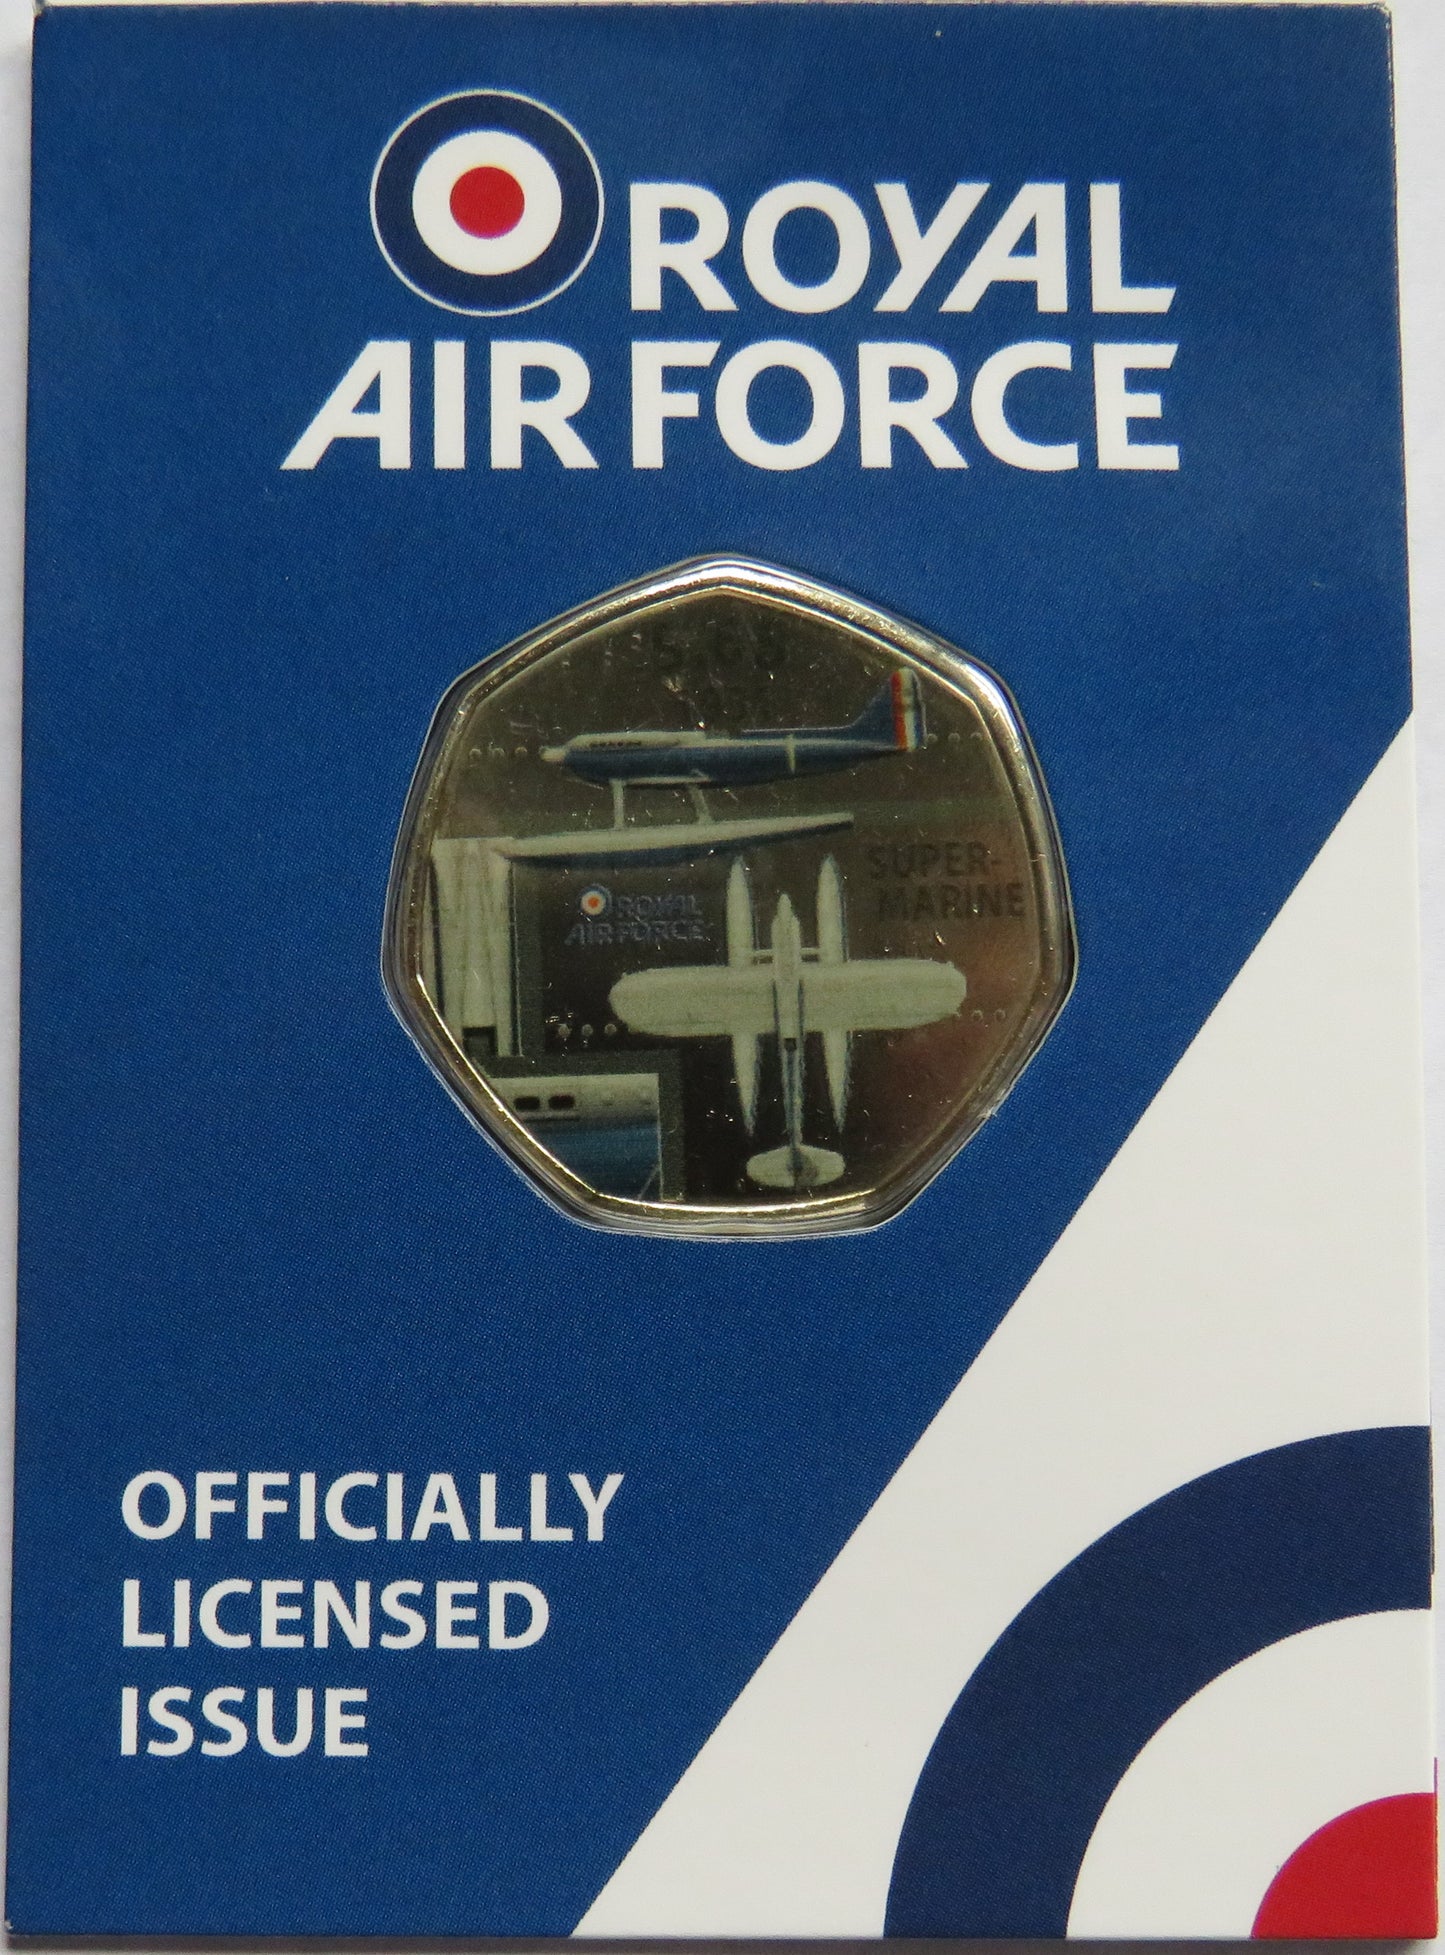 ROYAL
AIR FORCE
SUPER-
MARINE
ROYAL
AIR FORCE
OFFICIALLY
LICENSED
ISSUE